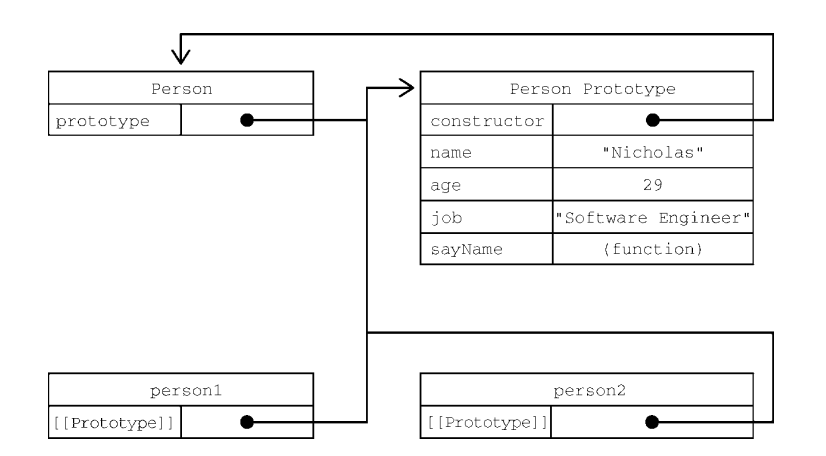 Person
prototype
Person Prototype
constructor
name "Nicholas"
age 29
job "Software Engineer"
sayName (function)
person1
[[Prototype]]
person2
[[Prototype]]